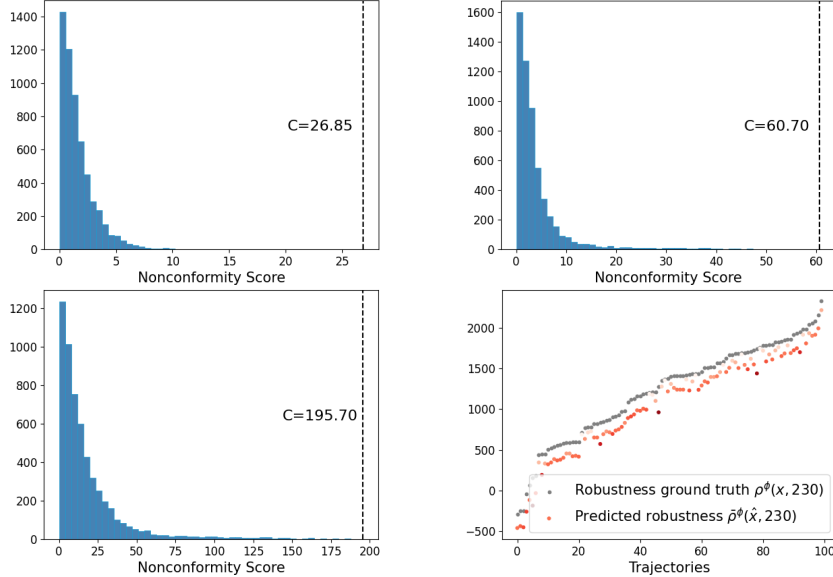 1400
1200
1000
800
600
400
200
0
C=26.85
0 5 10 15 20 25
Nonconformity Score
1600
1400
1200
1000
800
600
400
200
0
C=60.70
0 10 20 30 40 50 60
Nonconformity Score
1200
1000
800
600
400
200
0
C=195.70
0 25 50 75 100 125 150 175 200
Nonconformity Score
2000
1500
1000
500
0
−500
Robustness ground truth ρ^ϕ(x, 230)
Predicted robustness ρ̄^ϕ(x̂, 230)
0 20 40 60 80 100
Trajectories